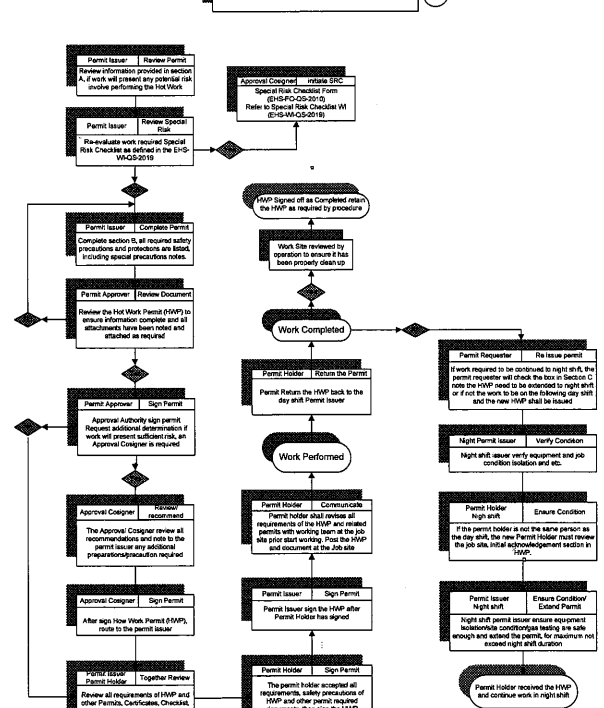 Permit Issuer
Review Permit
Review information provided in section
A, if work will present any potential risk
involve performing the Hot Work
Approval Cosigner
initiate SRC
Special Risk Checklist Form
(EHS-FO-QS-2010)
Refer to Special Risk Checklist WI
(EHS-WI-QS-2019)
Permit Issuer
Review Special
Risk
Re-evaluate work required Special
Risk Checklist as defined in the EHS-
WI-QS-2019
Permit Issuer
Complete Permit
Complete section B, all required safety
precautions and protections are listed,
including special precautions notes.
Permit Approver
Review Document
Review the Hot Work Permit (HWP) to
ensure information complete and all
attachments have been noted and
attached as required
Permit Approver
Sign Permit
Approval Authority sign permit
Request additional determination if
work will present sufficient risk, an
Approval Cosigner is required
Approval Cosigner
Review/
recommend
The Approval Cosigner review all
recommendations and note to the
permit issuer any additional
preparations/precaution required
Approval Cosigner
Sign Permit
After sign How Work Permit (HWP),
route to the permit issuer
Permit Issuer
Permit Holder
Together Review
Review all requirements of HWP and
other Permits, Certificates, Checklist,
HWP Signed off as Completed retain
the HWP as required by procedure
Work Site reviewed by
operation to ensure it has
been properly clean up
Work Completed
Permit Holder
Return the Permit
Permit Return the HWP back to the
day shift Permit Issuer
Work Performed
Permit Holder
Communicate
Permit holder shall revises all
requirements of the HWP and related
permits with working team at the job
site prior start working. Post the HWP
and document at the Job site
Permit Issuer
Sign Permit
Permit Issuer sign the HWP after
Permit Holder has signed
Permit Holder
Sign Permit
The permit holder accepted all
requirements, safety precautions of
HWP and other permit required
Permit Requester
Re Issue permit
If work required to be continued to night shift, the
permit requester will check the box in Section C
note the HWP need to be extended to night shift
or if not the work to be on the following day shift
and the new HWP shall be issued
Night Permit Issuer
Verify Condition
Night shift issuer verfy equipment and job
condition isolation and etc.
Permit Holder
Nigh shift
Ensure Condition
If the permit holder is not the same person as
the day shift, the new Permit Holder must review
the job site, initial acknowledgement section in
HWP.
Permit Issuer
Night shift
Ensure Condition/
Extend Permit
Night shift permit issuer ensure equipment
isolation/site condition/gas testing are safe
enough and extend the permit, for maximum not
exceed night shift duration
Permit Holder received the HWP
and continue work in night shift